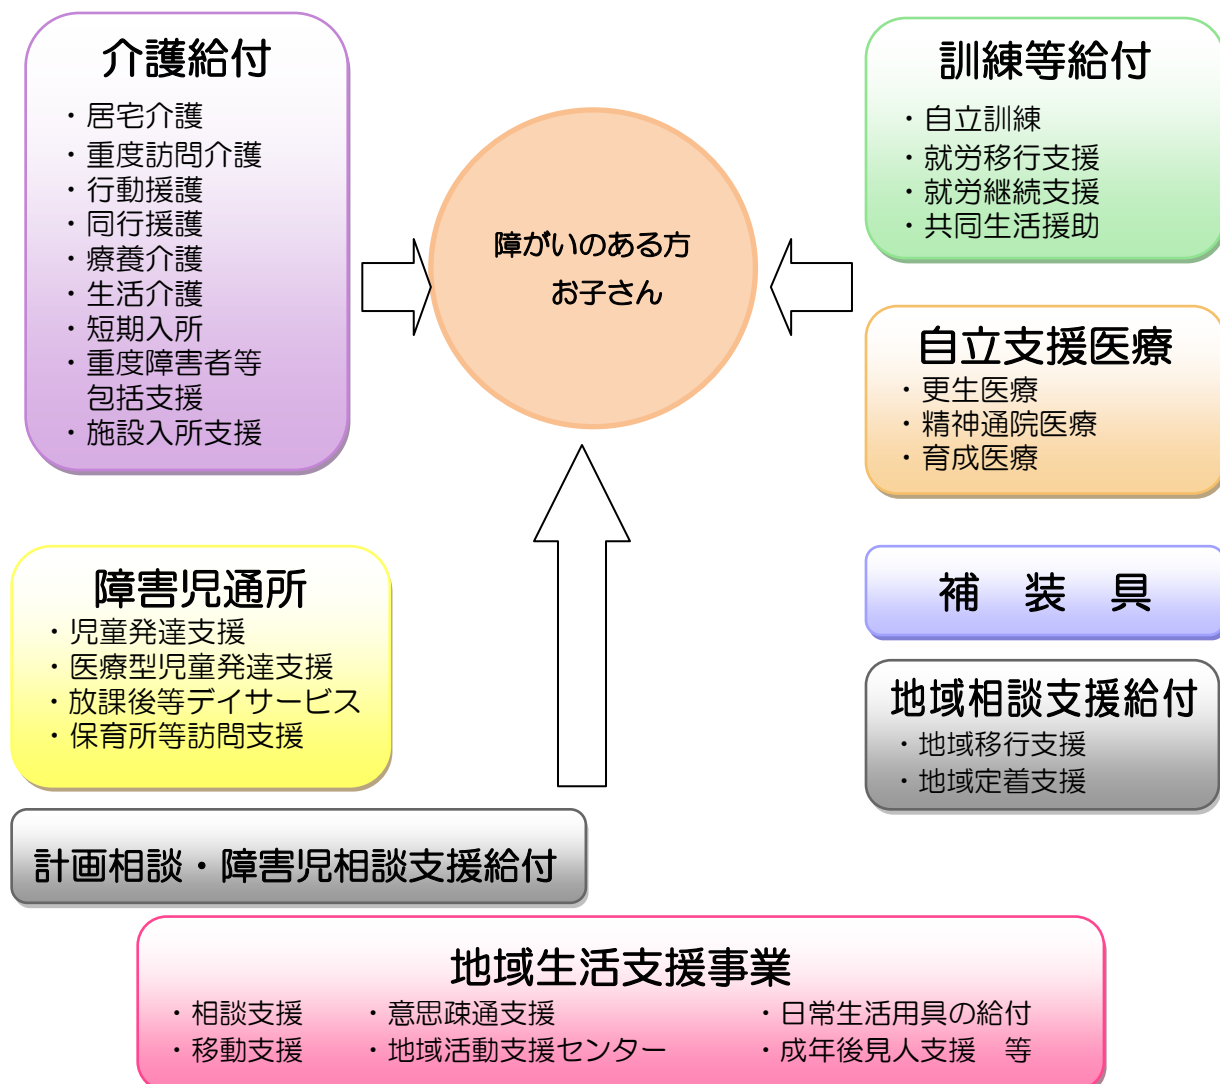 介護給付
・居宅介護
・重度訪問介護
・行動援護
・同行援護
・療養介護
・生活介護
・短期入所
・重度障害者等
包括支援
・施設入所支援
障がいのある方
お子さん
訓練等給付
・自立訓練
・就労移行支援
・就労継続支援
・共同生活援助
自立支援医療
・更生医療
・精神通院医療
・育成医療
障害児通所
・児童発達支援
・医療型児童発達支援
・放課後等デイサービス
・保育所等訪問支援
補　装　具
地域相談支援給付
・地域移行支援
・地域定着支援
計画相談・障害児相談支援給付
地域生活支援事業
・相談支援　・意思疎通支援　・日常生活用具の給付
・移動支援　・地域活動支援センター　・成年後見人支援　等